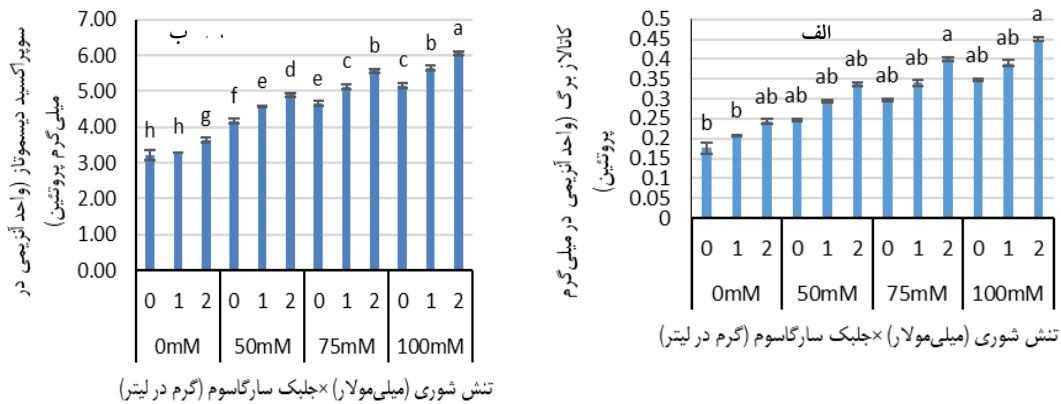 الف
کاتالاز برگ (واحد آنزیمی در میلی‌گرم
پروتئین)
0.5
0.45
0.4
0.35
0.3
0.25
0.2
0.15
0.1
0.05
0
b b ab ab ab ab ab ab a ab ab a
0 1 2 0 1 2 0 1 2 0 1 2
0mM 50mM 75mM 100mM
تنش شوری (میلی‌مولار) ×جلبک سارگاسوم (گرم در لیتر)
ب
سوپراکسید دیسموتاز (واحد آنزیمی در
میلی‌گرم پروتئین)
7.00
6.00
5.00
4.00
3.00
2.00
1.00
0.00
h h g f e d e c b c b a
0 1 2 0 1 2 0 1 2 0 1 2
0mM 50mM 75mM 100mM
تنش شوری (میلی‌مولار) ×جلبک سارگاسوم (گرم در لیتر)